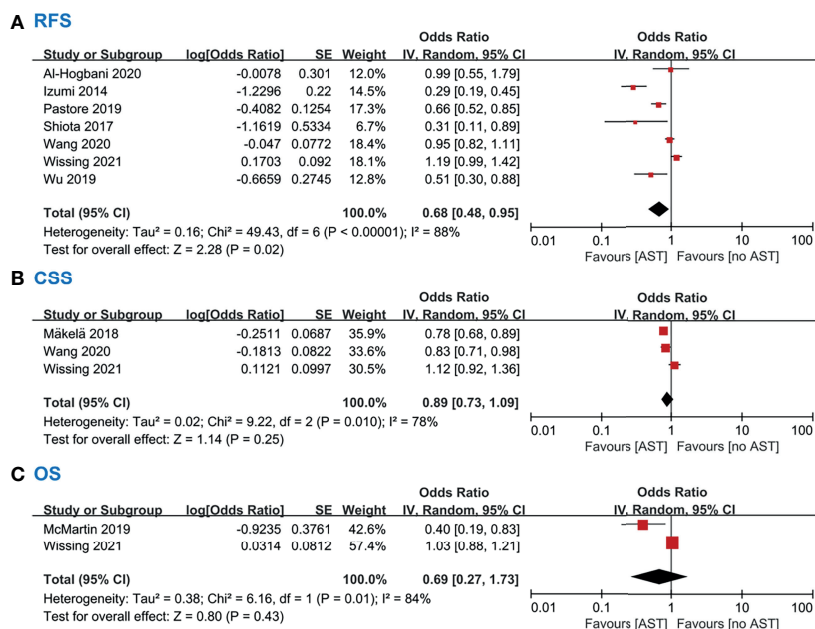 A RFS
Odds Ratio Odds Ratio
Study or Subgroup log[Odds Ratio] SE Weight IV, Random, 95% CI IV, Random, 95% CI
Al-Hogbani 2020 -0.0078 0.301 12.0% 0.99 [0.55, 1.79]
Izumi 2014 -1.2296 0.22 14.5% 0.29 [0.19, 0.45]
Pastore 2019 -0.4082 0.1254 17.3% 0.66 [0.52, 0.85]
Shiota 2017 -1.1619 0.5334 6.7% 0.31 [0.11, 0.89]
Wang 2020 -0.047 0.0772 18.4% 0.95 [0.82, 1.11]
Wissing 2021 0.1703 0.092 18.1% 1.19 [0.99, 1.42]
Wu 2019 -0.6659 0.2745 12.8% 0.51 [0.30, 0.88]
Total (95% CI) 100.0% 0.68 [0.48, 0.95]
Heterogeneity: Tau² = 0.16; Chi² = 49.43, df = 6 (P < 0.00001); I² = 88%
Test for overall effect: Z = 2.28 (P = 0.02)
0.01 0.1 1 10 100
Favours [AST] Favours [no AST]
B CSS
Odds Ratio Odds Ratio
Study or Subgroup log[Odds Ratio] SE Weight IV, Random, 95% CI IV, Random, 95% CI
Mäkelä 2018 -0.2511 0.0687 35.9% 0.78 [0.68, 0.89]
Wang 2020 -0.1813 0.0822 33.6% 0.83 [0.71, 0.98]
Wissing 2021 0.1121 0.0997 30.5% 1.12 [0.92, 1.36]
Total (95% CI) 100.0% 0.89 [0.73, 1.09]
Heterogeneity: Tau² = 0.02; Chi² = 9.22, df = 2 (P = 0.010); I² = 78%
Test for overall effect: Z = 1.14 (P = 0.25)
0.01 0.1 1 10 100
Favours [AST] Favours [no AST]
C OS
Odds Ratio Odds Ratio
Study or Subgroup log[Odds Ratio] SE Weight IV, Random, 95% CI IV, Random, 95% CI
McMartin 2019 -0.9235 0.3761 42.6% 0.40 [0.19, 0.83]
Wissing 2021 0.0314 0.0812 57.4% 1.03 [0.88, 1.21]
Total (95% CI) 100.0% 0.69 [0.27, 1.73]
Heterogeneity: Tau² = 0.38; Chi² = 6.16, df = 1 (P = 0.01); I² = 84%
Test for overall effect: Z = 0.80 (P = 0.43)
0.01 0.1 1 10 100
Favours [AST] Favours [no AST]